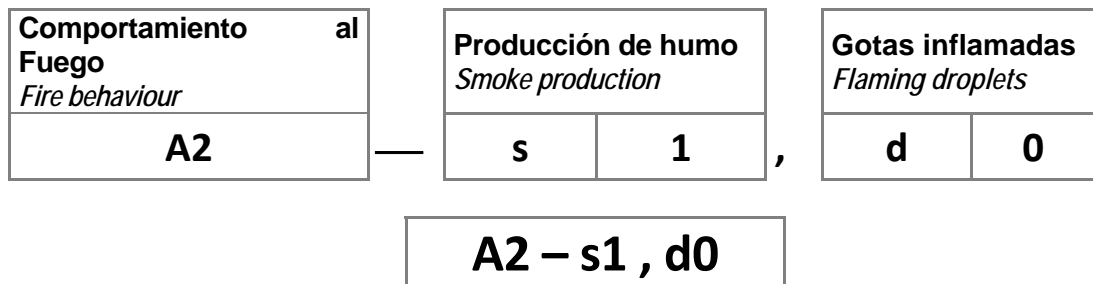 Comportamiento al
Fuego
Fire behaviour
Producción de humo
Smoke production
Gotas inflamadas
Flaming droplets
A2 — s 1 , d 0
A2 – s1 , d0